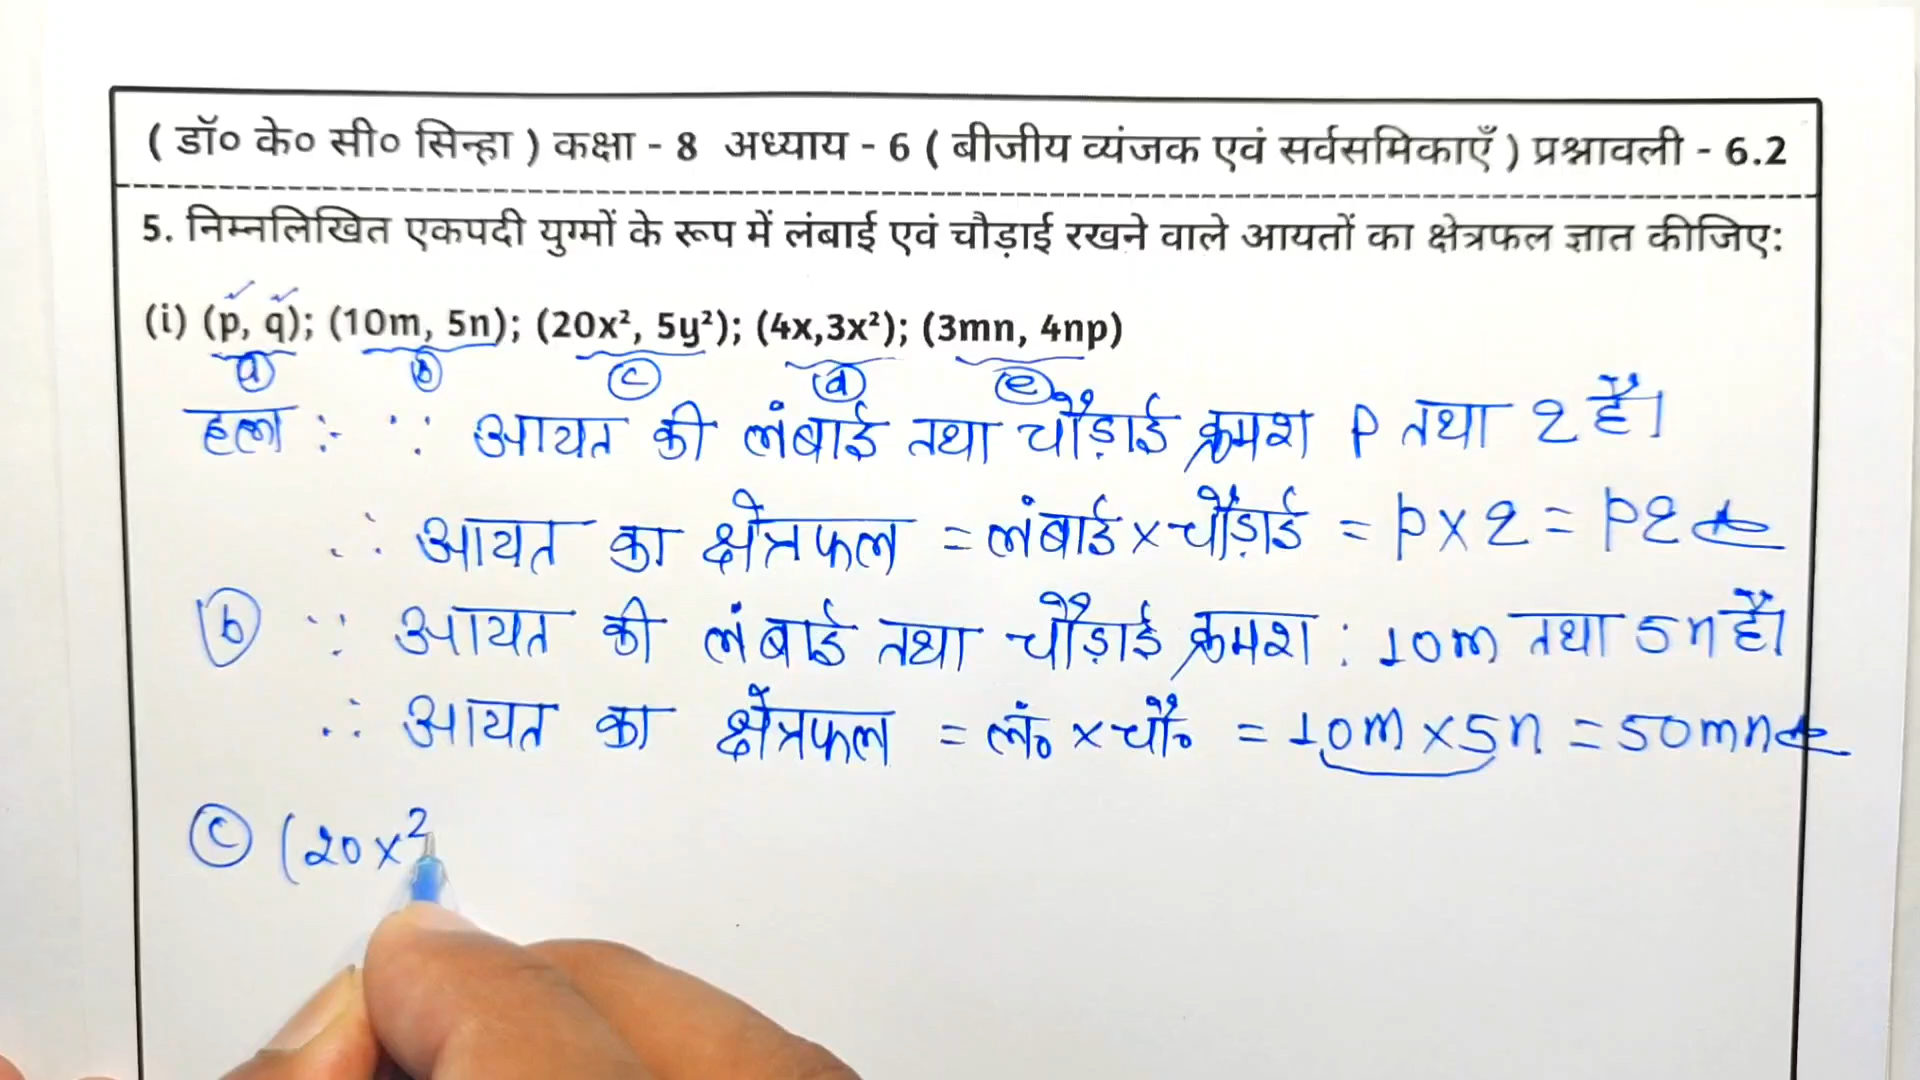 ( डॉ० के० सी० सिन्हा ) कक्षा - 8 अध्याय - 6 ( बीजीय व्यंजक एवं सर्वसमिकाएँ ) प्रश्नावली - 6.2
5. निम्नलिखित एकपदी युग्मों के रूप में लंबाई एवं चौड़ाई रखने वाले आयतों का क्षेत्रफल ज्ञात कीजिए:
(i) (p, q); (10m, 5n); (20x², 5y²); (4x,3x²); (3mn, 4np)
a b c d e
हल :- ∵ आयत की लंबाई तथा चौड़ाई क्रमश p तथा q है।
∴ आयत का क्षेत्रफल = लंबाई × चौड़ाई = p × q = pq
b ∵ आयत की लंबाई तथा चौड़ाई क्रमश : 10m तथा 5n है।
∴ आयत का क्षेत्रफल = लं० × चौ० = 10m × 5n = 50mn
c (20x²